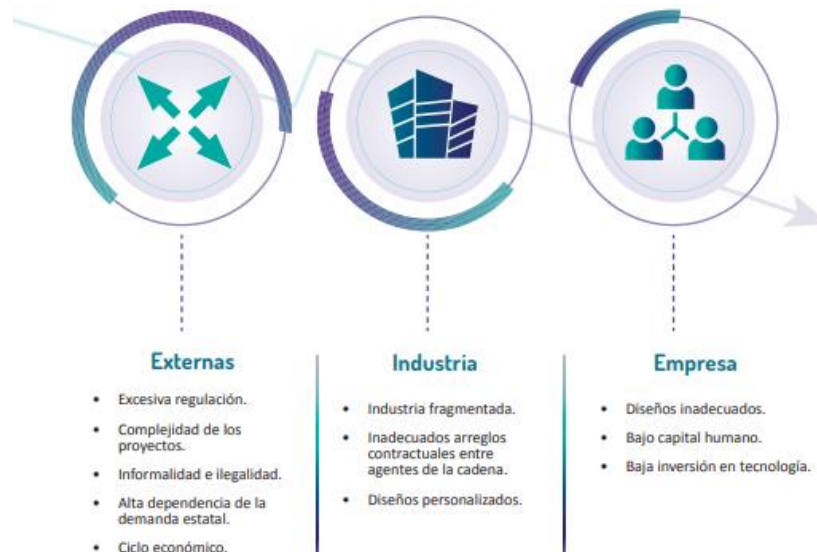 Externas
• Excesiva regulación.
• Complejidad de los
proyectos.
• Informalidad e ilegalidad.
• Alta dependencia de la
demanda estatal.
• Ciclo económico.
Industria
• Industria fragmentada.
• Inadecuados arreglos
contractuales entre
agentes de la cadena.
• Diseños personalizados.
Empresa
• Diseños inadecuados.
• Bajo capital humano.
• Baja inversión en tecnología.